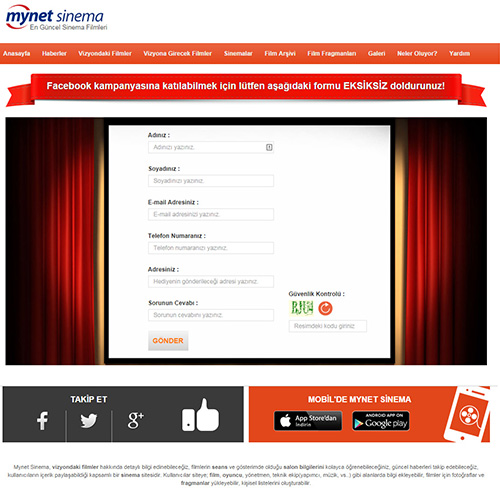 mynet sinema
En Güncel Sinema Filmleri
Anasayfa Haberler Vizyondaki Filmler Vizyona Girecek Filmler Sinemalar Film Arşivi Film Fragmanları Galeri Neler Oluyor? Yardım
Facebook kampanyasına katılabilmek için lütfen aşağıdaki formu EKSİKSİZ doldurunuz!
Adınız :
Adınızı yazınız.
Soyadınız :
Soyadınızı yazınız.
E-mail Adresiniz :
E-mail adresinizi yazınız.
Telefon Numaranız :
Telefon numaranızı yazınız.
Adresiniz :
Hediyenin gönderileceği adresi yazınız.
Sorunun Cevabı :
Sorunun cevabını yazınız.
Güvenlik Kontrolü :
Resimdeki kodu giriniz
GÖNDER
TAKİP ET
MOBİL'DE MYNET SİNEMA
App Store'dan
İndirin
ANDROID APP ON
Google play
Mynet Sinema, vizyondaki filmler hakkında detaylı bilgi edinebileceğiz, filmlerin seans ve gösterimde olduğu salon bilgilerini kolayca öğrenebileceğiniz, güncel haberleri takip edebileceğiz,
kullanıcıların içerik paylaşabildiği kapsamlı bir sinema sitesidir. Kullanıcılar siteye; film, oyuncu, yönetmen, teknik ekip(yapımcı, müzik, vs..) gibi alanlarda bilgi ekleyebilir, filmler için fotoğraflar ve
fragmanlar yükleyebilir, kişisel listelerini oluşturabilir.